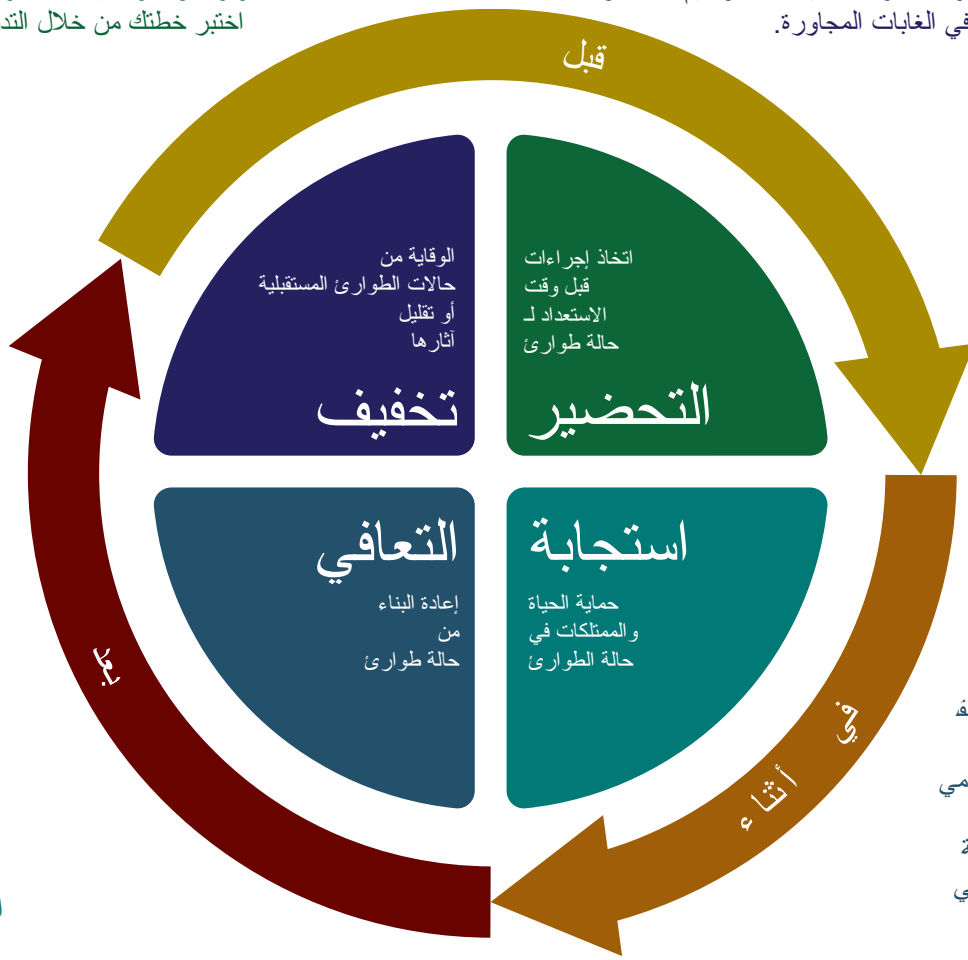 في الغابات المجاورة.
اختبر خطتك من خلال
قبل
اتخاذ إجراءات
قبل وقت
الاستعداد لـ
حالة طوارئ
التحضير
الوقاية من
حالات الطوارئ المستقبلية
أو تقليل
آثارها
تخفيف
استجابة
حماية الحياة
والممتلكات في
حالة الطوارئ
التعافي
إعادة البناء
من
حالة طوارئ
في أثناء
بعد